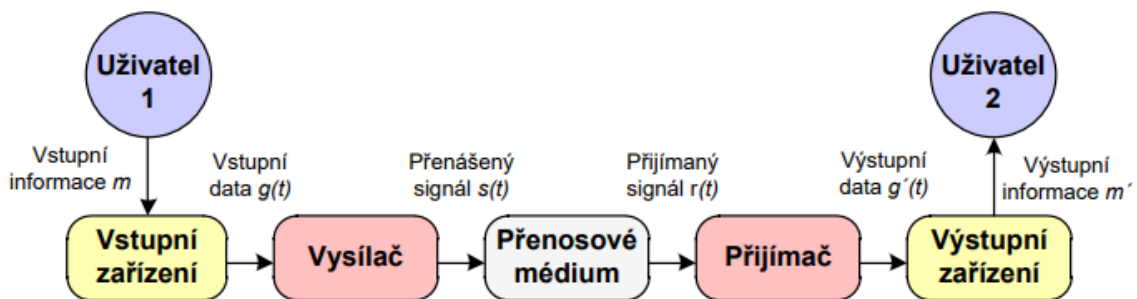 Uživatel
1
Uživatel
2
Vstupní
informace m
Vstupní
data g(t)
Přenášený
signál s(t)
Přijímaný
signál r(t)
Výstupní
data g´(t)
Výstupní
informace m´
Vstupní
zařízení
Vysílač
Přenosové
médium
Přijímač
Výstupní
zařízení